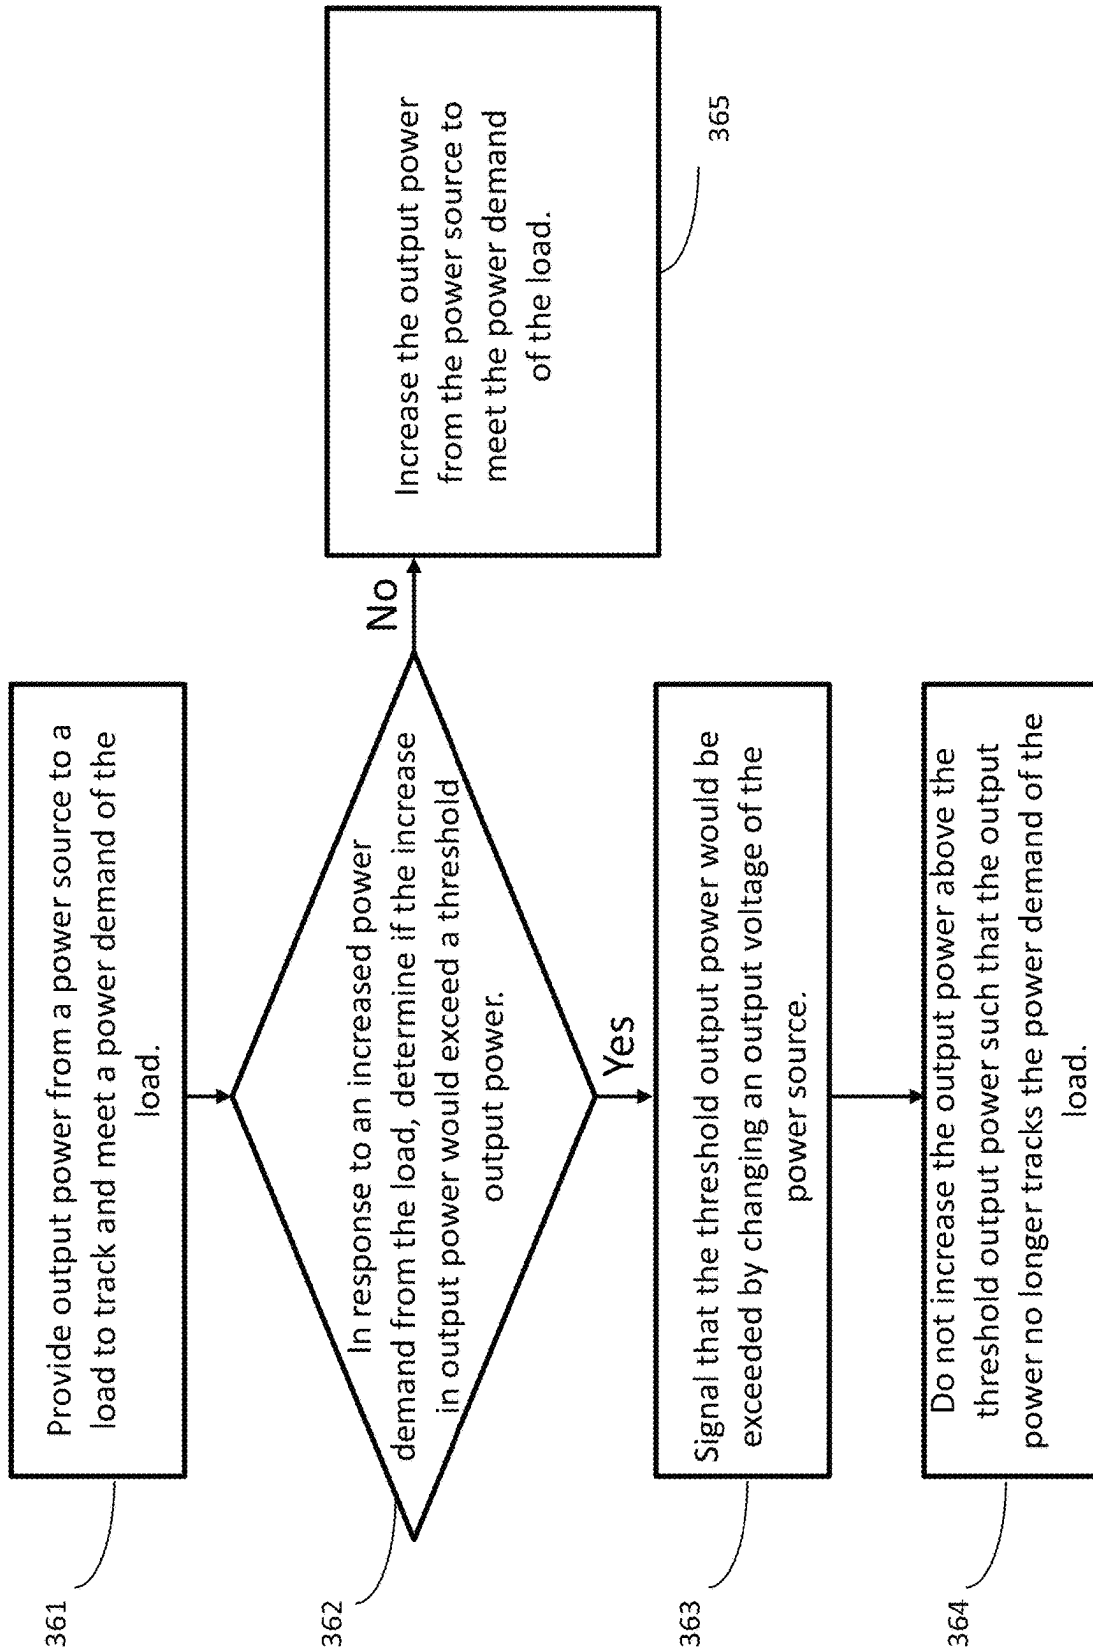 361
Provide output power from a power source to a
load to track and meet a power demand of the
load.
362
In response to an increased power
demand from the load, determine if the increase
in output power would exceed a threshold
output power.
No
Increase the output power
from the power source to
meet the power demand
of the load.
365
Yes
363
Signal that the threshold output power would be
exceeded by changing an output voltage of the
power source.
364
Do not increase the output power above the
threshold output power such that the output
power no longer tracks the power demand of the
load.